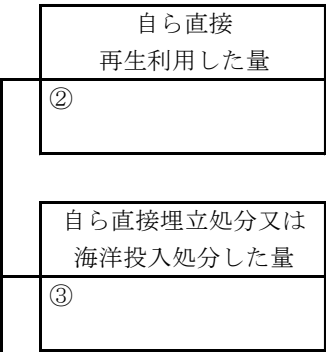 自ら直接
再生利用した量
②
自ら直接埋立処分又は
海洋投入処分した量
③